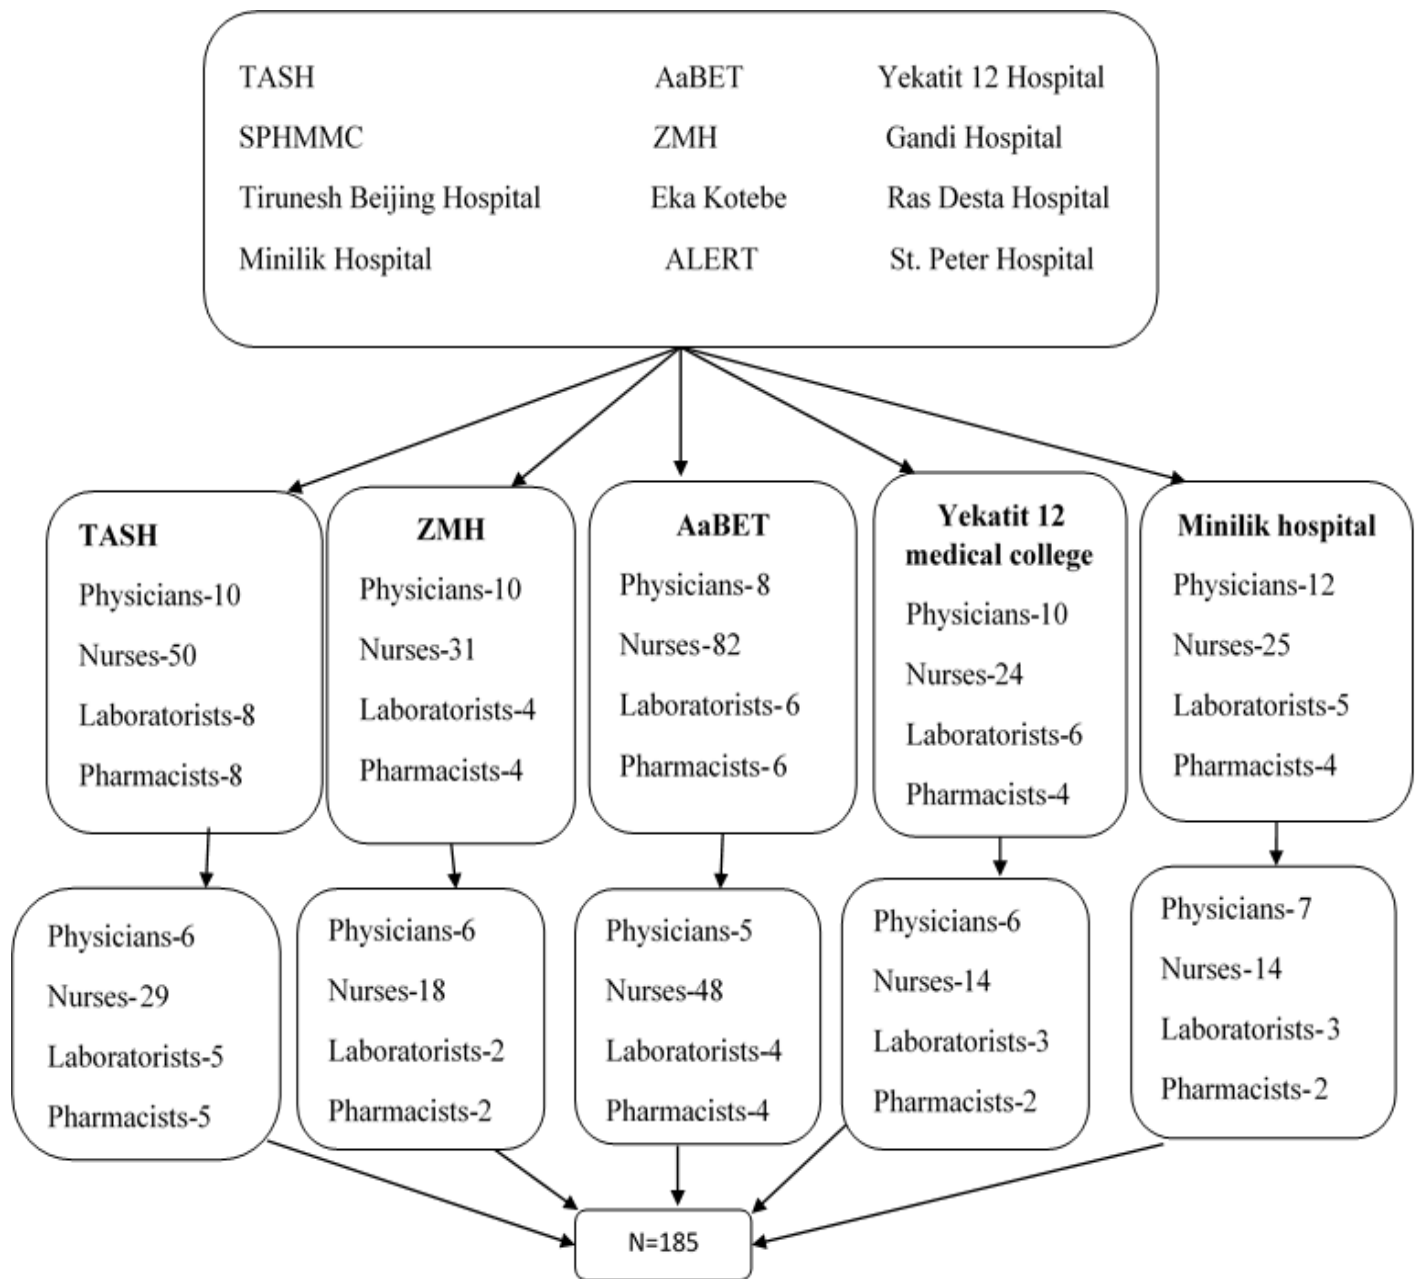 TASH AaBET Yekatit 12 Hospital
SPHMMC ZMH Gandi Hospital
Tirunesh Beijing Hospital Eka Kotebe Ras Desta Hospital
Minilik Hospital ALERT St. Peter Hospital
TASH
Physicians-10
Nurses-50
Laboratorists-8
Pharmacists-8
ZMH
Physicians-10
Nurses-31
Laboratorists-4
Pharmacists-4
AaBET
Physicians-8
Nurses-82
Laboratorists-6
Pharmacists-6
Yekatit 12
medical college
Physicians-10
Nurses-24
Laboratorists-6
Pharmacists-4
Minilik hospital
Physicians-12
Nurses-25
Laboratorists-5
Pharmacists-4
Physicians-6
Nurses-29
Laboratorists-5
Pharmacists-5
Physicians-6
Nurses-18
Laboratorists-2
Pharmacists-2
Physicians-5
Nurses-48
Laboratorists-4
Pharmacists-4
Physicians-6
Nurses-14
Laboratorists-3
Pharmacists-2
Physicians-7
Nurses-14
Laboratorists-3
Pharmacists-2
N=185